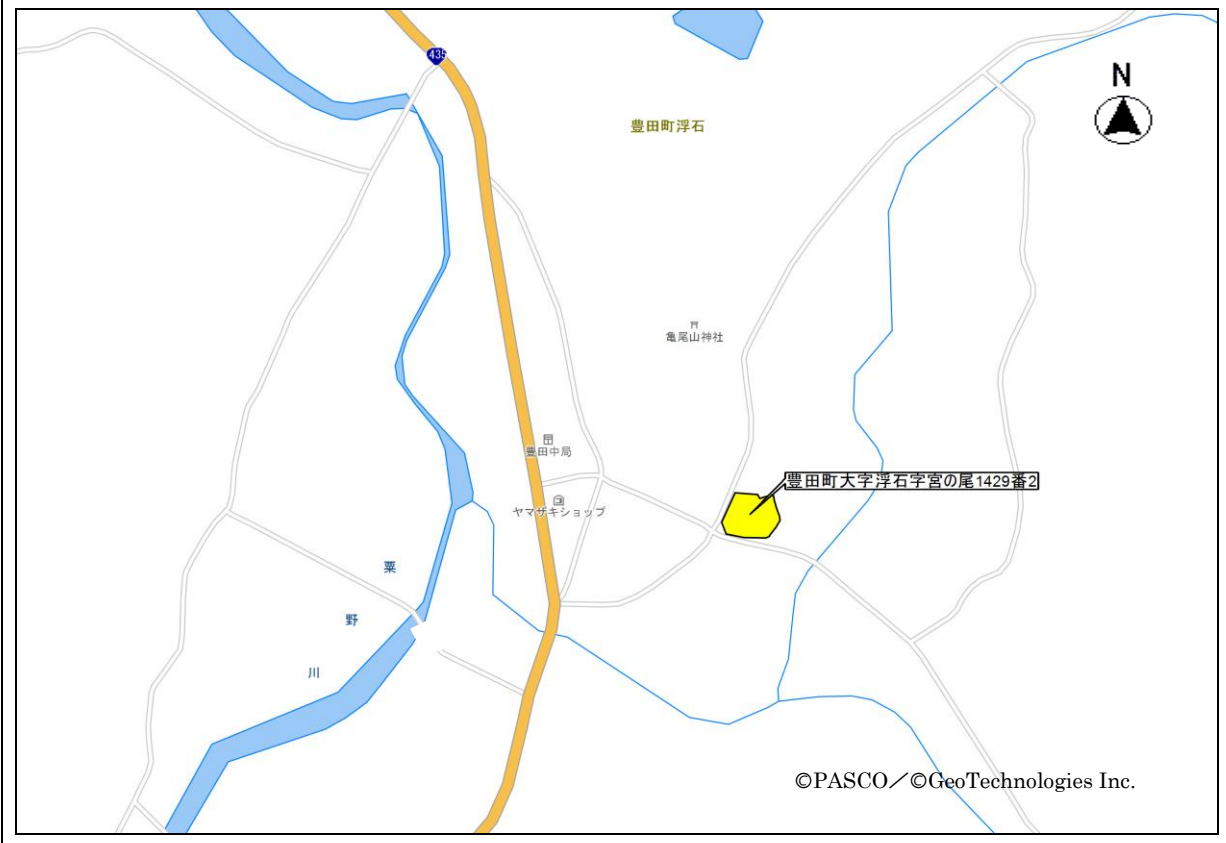 435
N
豊田町浮石
亀尾山神社
豊田中局
豊田町大字浮石字宮の尾1429番2
ヤマザキショップ
粟
野
川
©PASCO／©GeoTechnologies Inc.